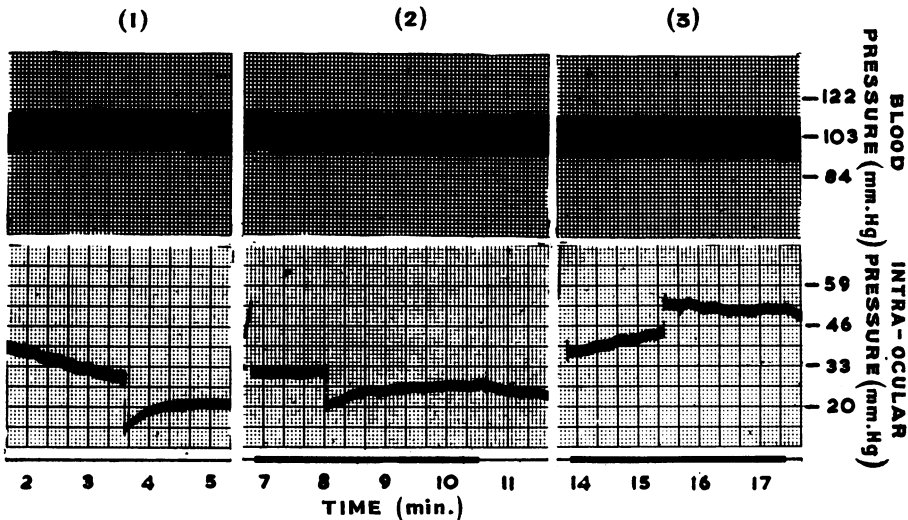 (1) (2) (3)
122
103
84
BLOOD
PRESSSURE (mm.Hg)
59
46
33
20
INTRA-OCULAR
PRESSURE (mm.Hg)
2 3 4 5 7 8 9 10 11 14 15 16 17
TIME (min.)